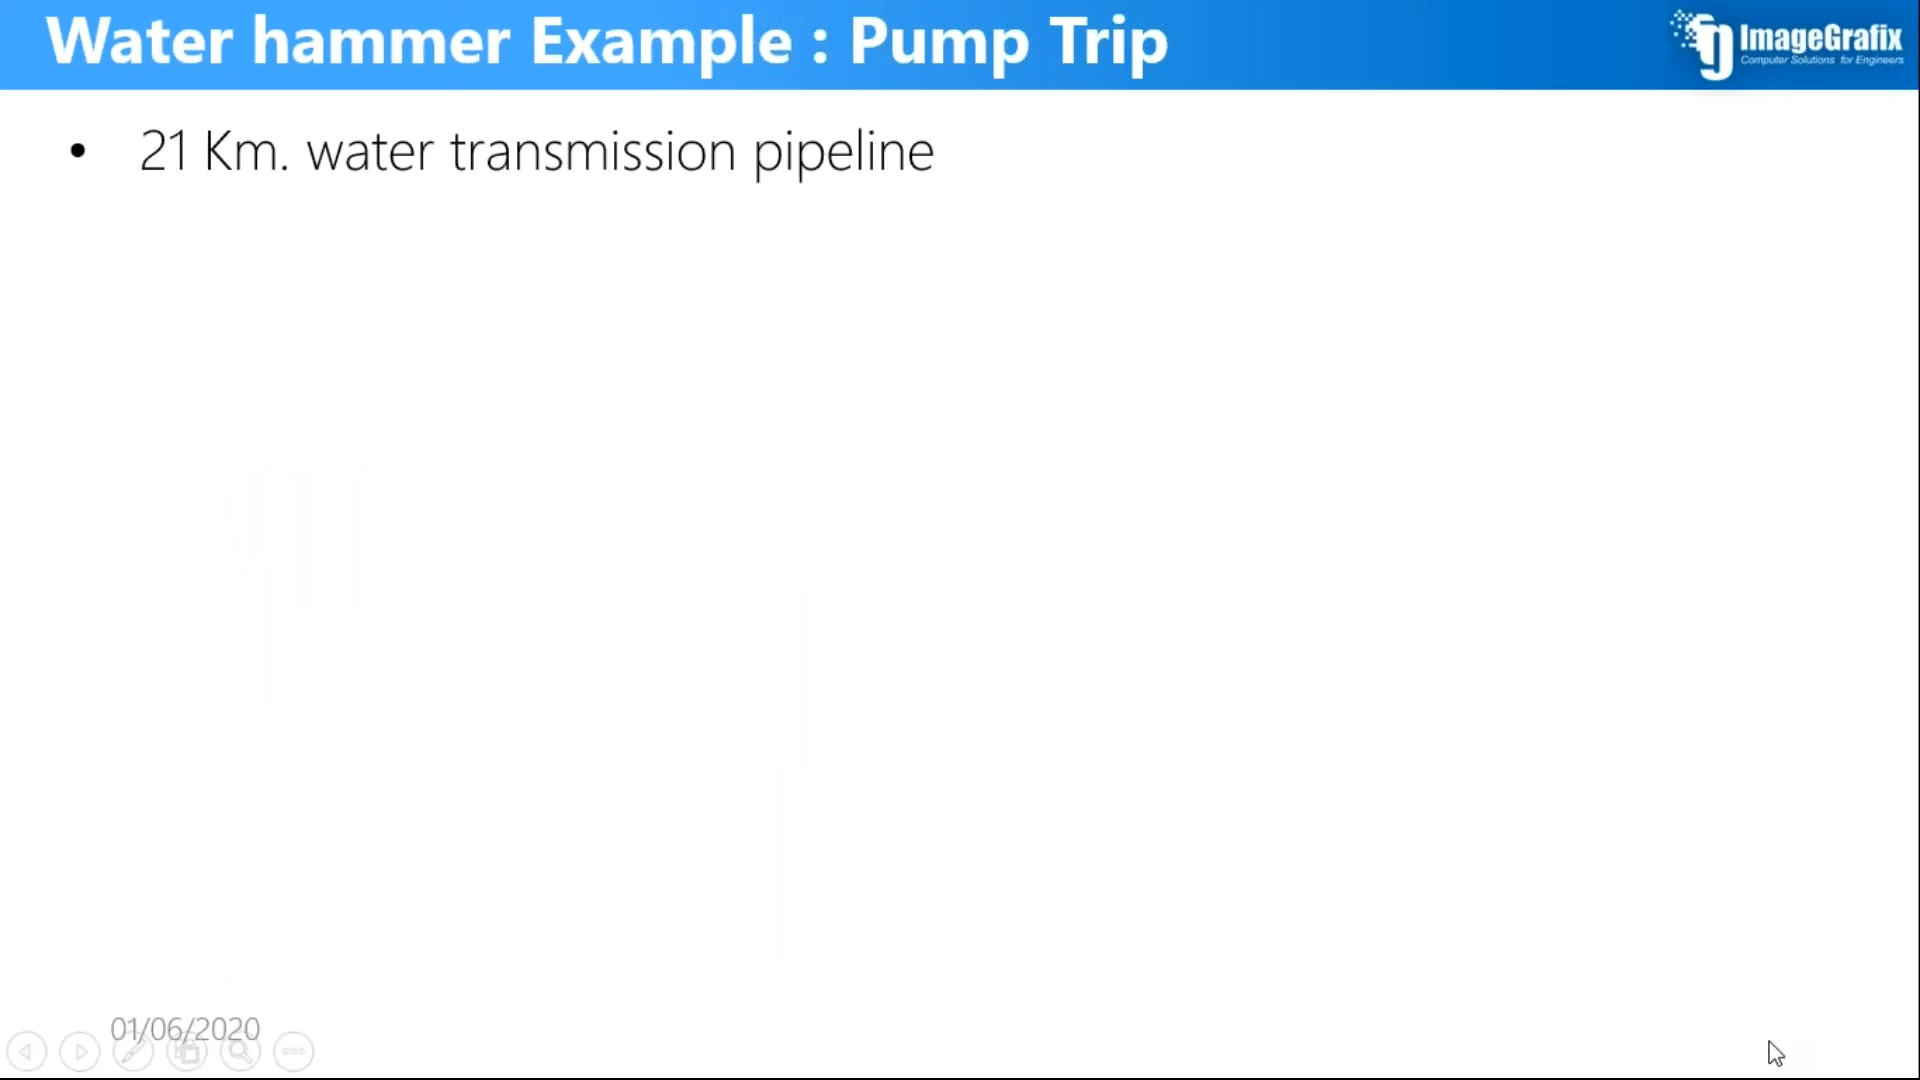 Water hammer Example : Pump Trip
ImageGrafix
Computer Solutions for Engineers
• 21 Km. water transmission pipeline
01/06/2020